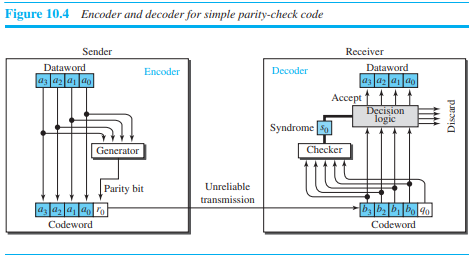 Figure 10.4 Encoder and decoder for simple parity-check code
Sender
Encoder
Dataword
a3 a2 a1 a0
Generator
Parity bit
a3 a2 a1 a0 r0
Codeword
Unreliable
transmission
Receiver
Decoder
Dataword
a3 a2 a1 a0
Accept
Decision
logic
Discard
Syndrome s0
Checker
b3 b2 b1 b0 q0
Codeword